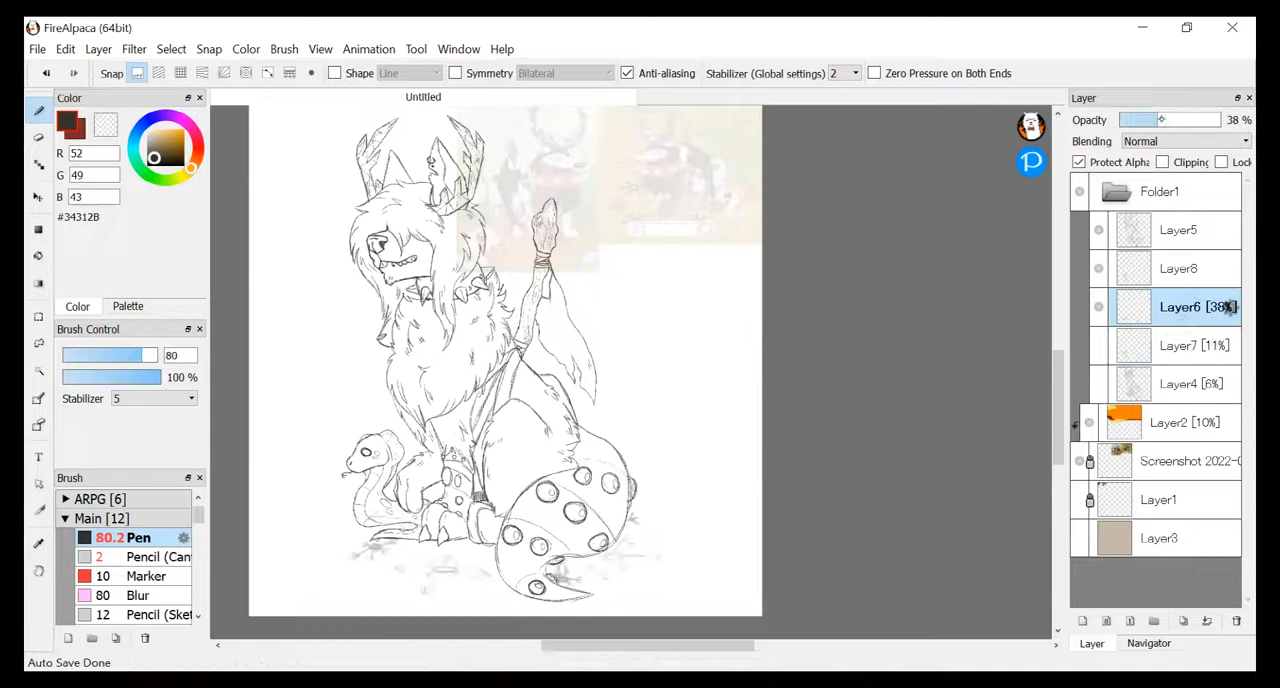 FireAlpaca (64bit)
File Edit Layer Filter Select Snap Color Brush View Animation Tool Window Help
Snap Shape Line Symmetry Bilateral Anti-aliasing Stabilizer (Global settings) 2 Zero Pressure on Both Ends
Color
R 52
G 49
B 43
#34312B
Color Palette
Brush Control
80
100 %
Stabilizer 5
Brush
ARPG [6]
Main [12]
80.2 Pen
2 Pencil (Can
10 Marker
80 Blur
12 Pencil (Sket
Auto Save Done
Untitled
Layer
Opacity 38 %
Blending Normal
Protect Alpha Clipping Lock
Folder1
Layer5
Layer8
Layer6 [38%]
Layer7 [11%]
Layer4 [6%]
Layer2 [10%]
Screenshot 2022-0
Layer1
Layer3
Layer Navigator